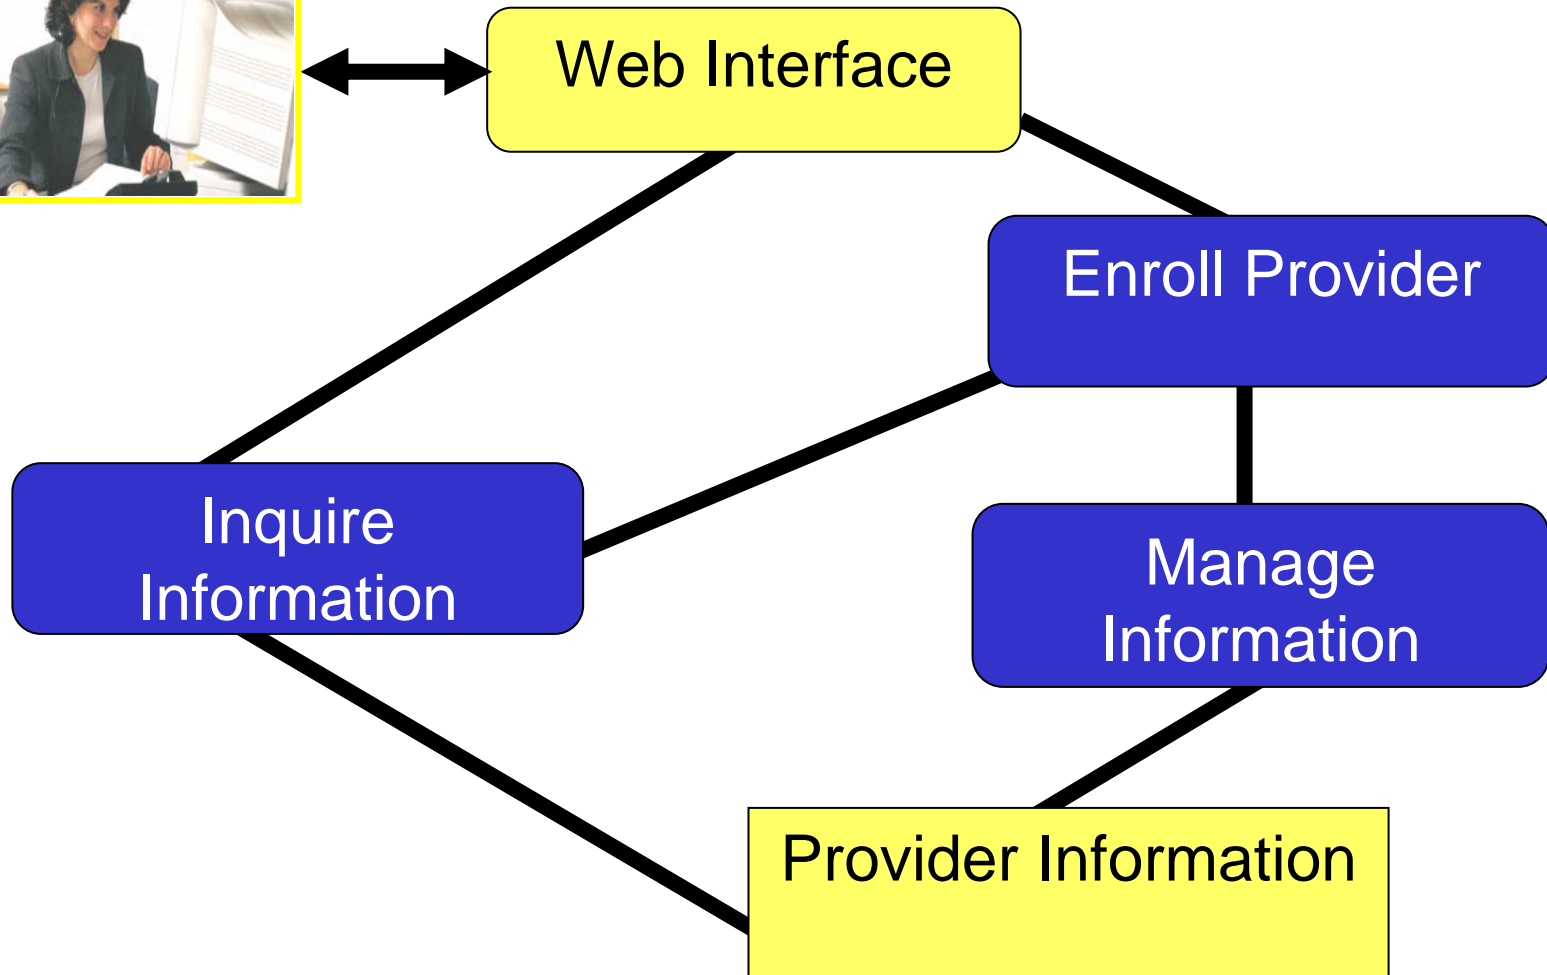 Web Interface
Enroll Provider
Inquire
Information
Manage
Information
Provider Information